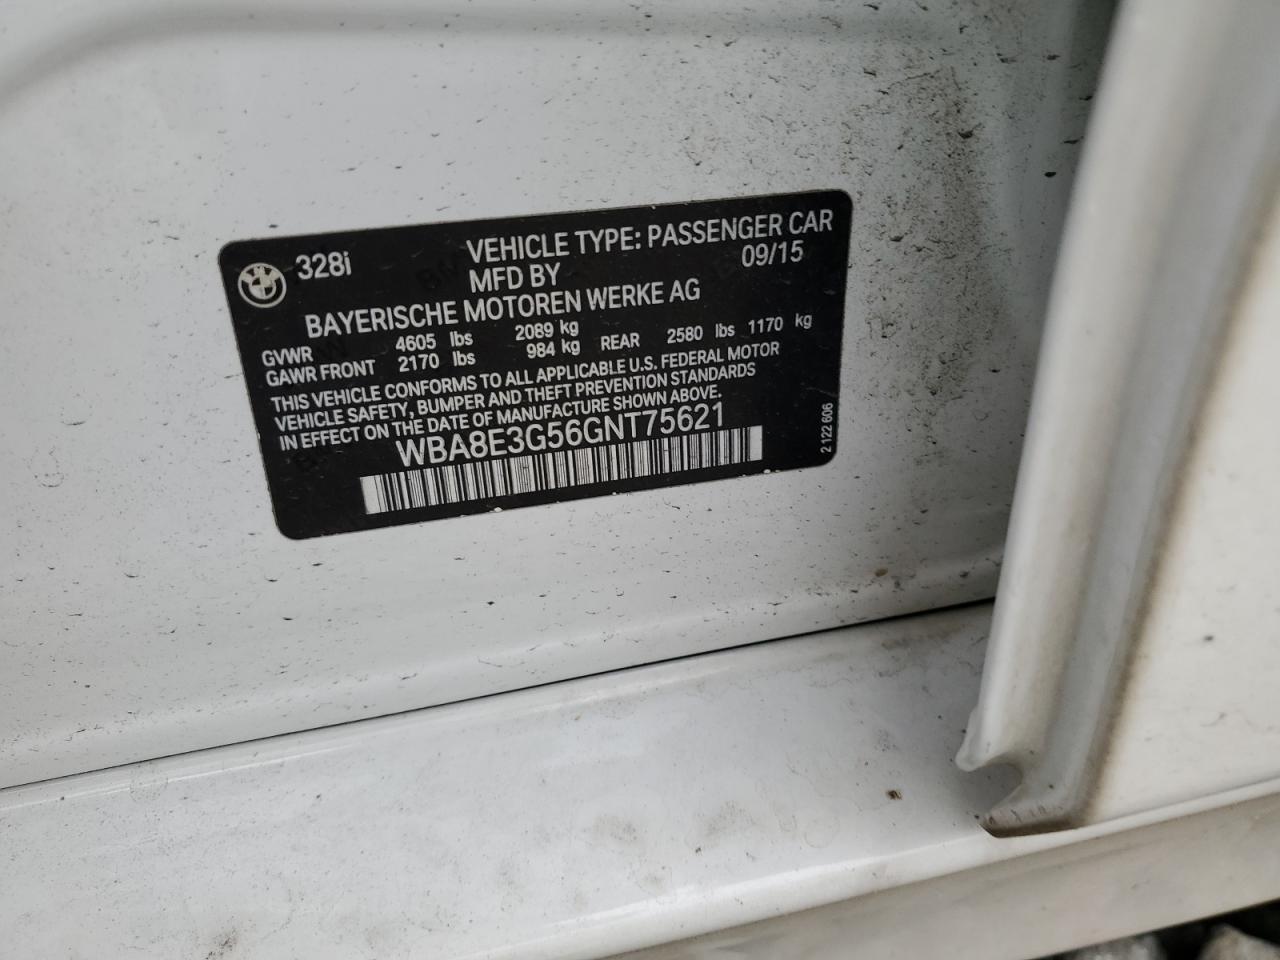 BMW 328i VEHICLE TYPE: PASSENGER CAR
MFD BY 09/15
BAYERISCHE MOTOREN WERKE AG
GVWR 4605 lbs 2089 kg
GAWR FRONT 2170 lbs 984 kg REAR 2580 lbs 1170 kg
THIS VEHICLE CONFORMS TO ALL APPLICABLE U.S. FEDERAL MOTOR
VEHICLE SAFETY, BUMPER AND THEFT PREVENTION STANDARDS
IN EFFECT ON THE DATE OF MANUFACTURE SHOWN ABOVE.
WBA8E3G56GNT75621
2 122 606